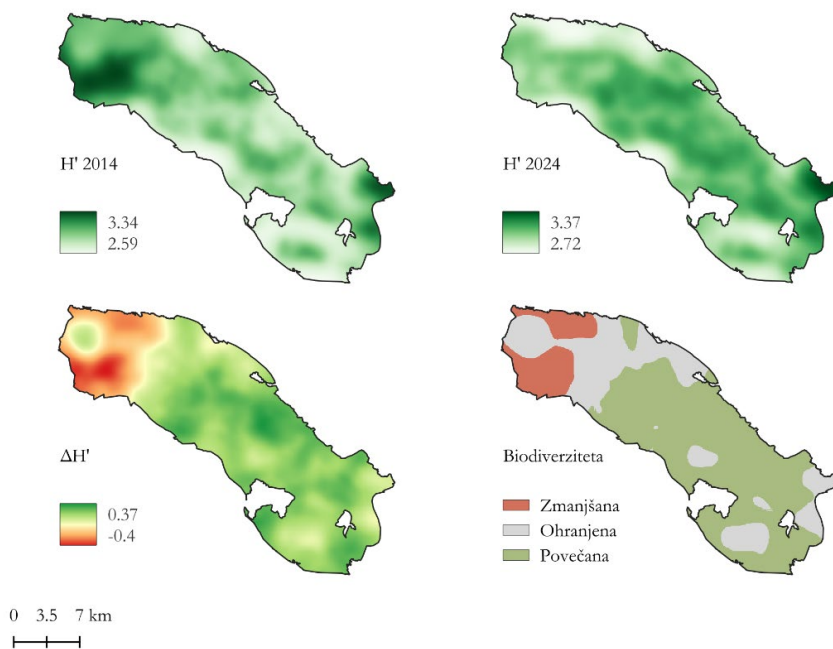 H' 2014
3.34
2.59
H' 2024
3.37
2.72
ΔH'
0.37
-0.4
Biodiverziteta
Zmanjšana
Ohranjena
Povečana
0 3.5 7 km